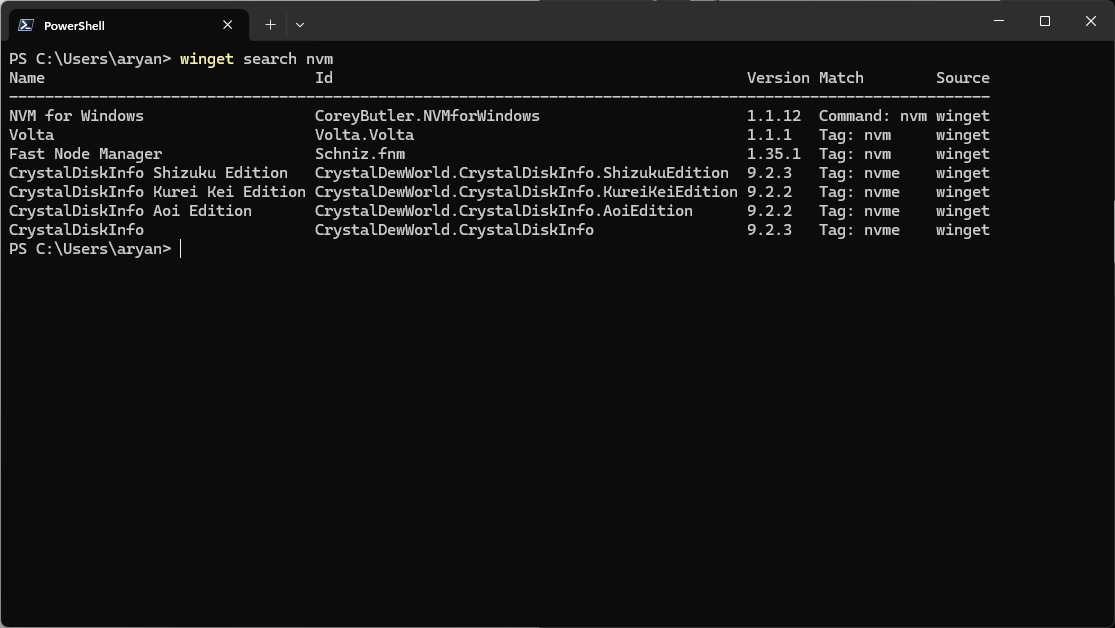 PowerShell
PS C:\Users\aryan> winget search nvm
Name Id Version Match Source
NVM for Windows CoreyButler.NVMforWindows 1.1.12 Command: nvm winget
Volta Volta.Volta 1.1.1 Tag: nvm winget
Fast Node Manager Schniz.fnm 1.35.1 Tag: nvm winget
CrystalDiskInfo Shizuku Edition CrystalDewWorld.CrystalDiskInfo.ShizukuEdition 9.2.3 Tag: nvme winget
CrystalDiskInfo Kurei Kei Edition CrystalDewWorld.CrystalDiskInfo.KureiKeiEdition 9.2.2 Tag: nvme winget
CrystalDiskInfo Aoi Edition CrystalDewWorld.CrystalDiskInfo.AoiEdition 9.2.2 Tag: nvme winget
CrystalDiskInfo CrystalDewWorld.CrystalDiskInfo 9.2.3 Tag: nvme winget
PS C:\Users\aryan>